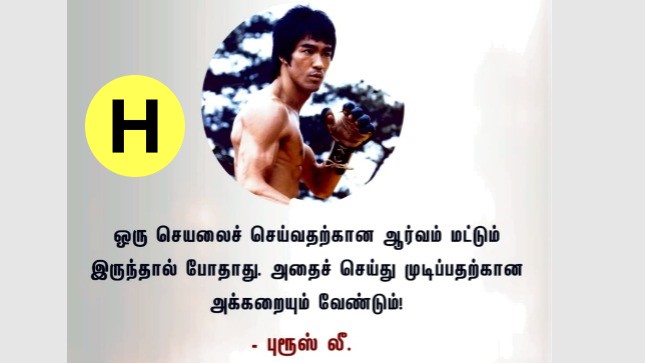 H
ஒரு செயலைச் செய்வதற்கான ஆர்வம் மட்டும்
இருந்தால் போதாது. அதைச் செய்து முடிப்பதற்கான
அக்கறையும் வேண்டும்!
- புரூஸ் லீ.